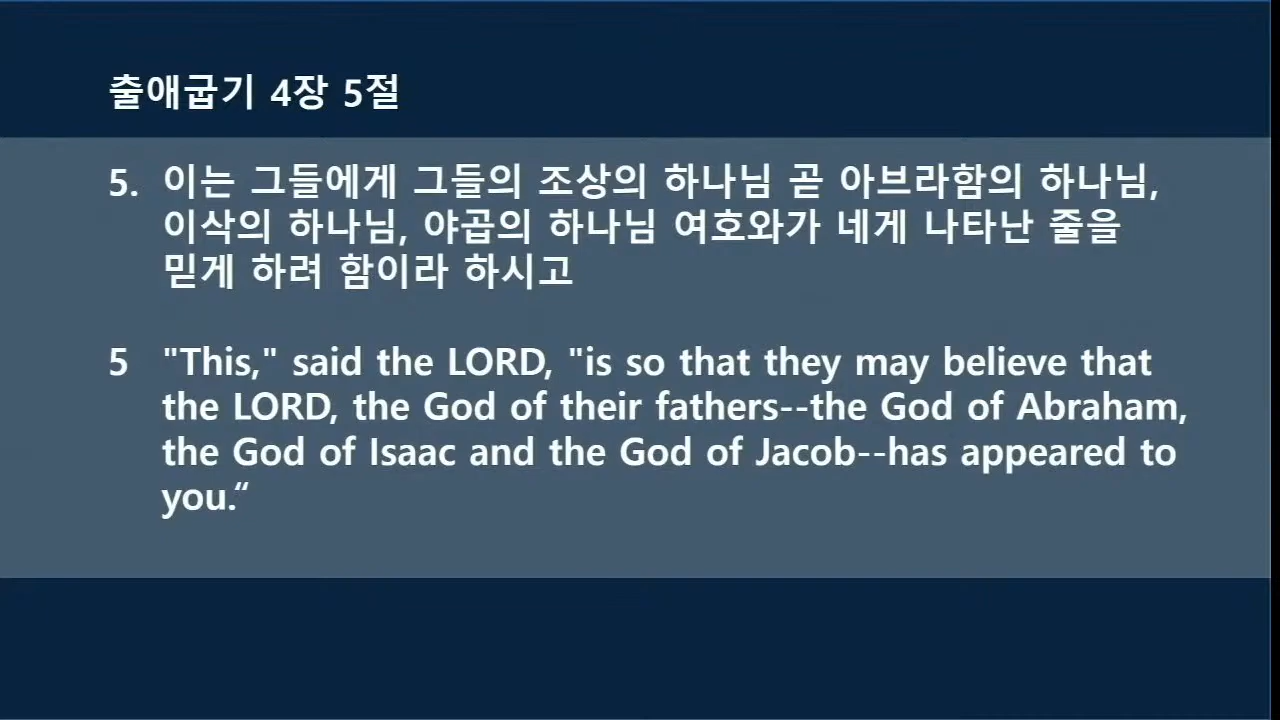 출애굽기 4장 5절
5. 이는 그들에게 그들의 조상의 하나님 곧 아브라함의 하나님,
이삭의 하나님, 야곱의 하나님 여호와가 네게 나타난 줄을
믿게 하려 함이라 하시고
5 "This," said the LORD, "is so that they may believe that
the LORD, the God of their fathers--the God of Abraham,
the God of Isaac and the God of Jacob--has appeared to
you.“